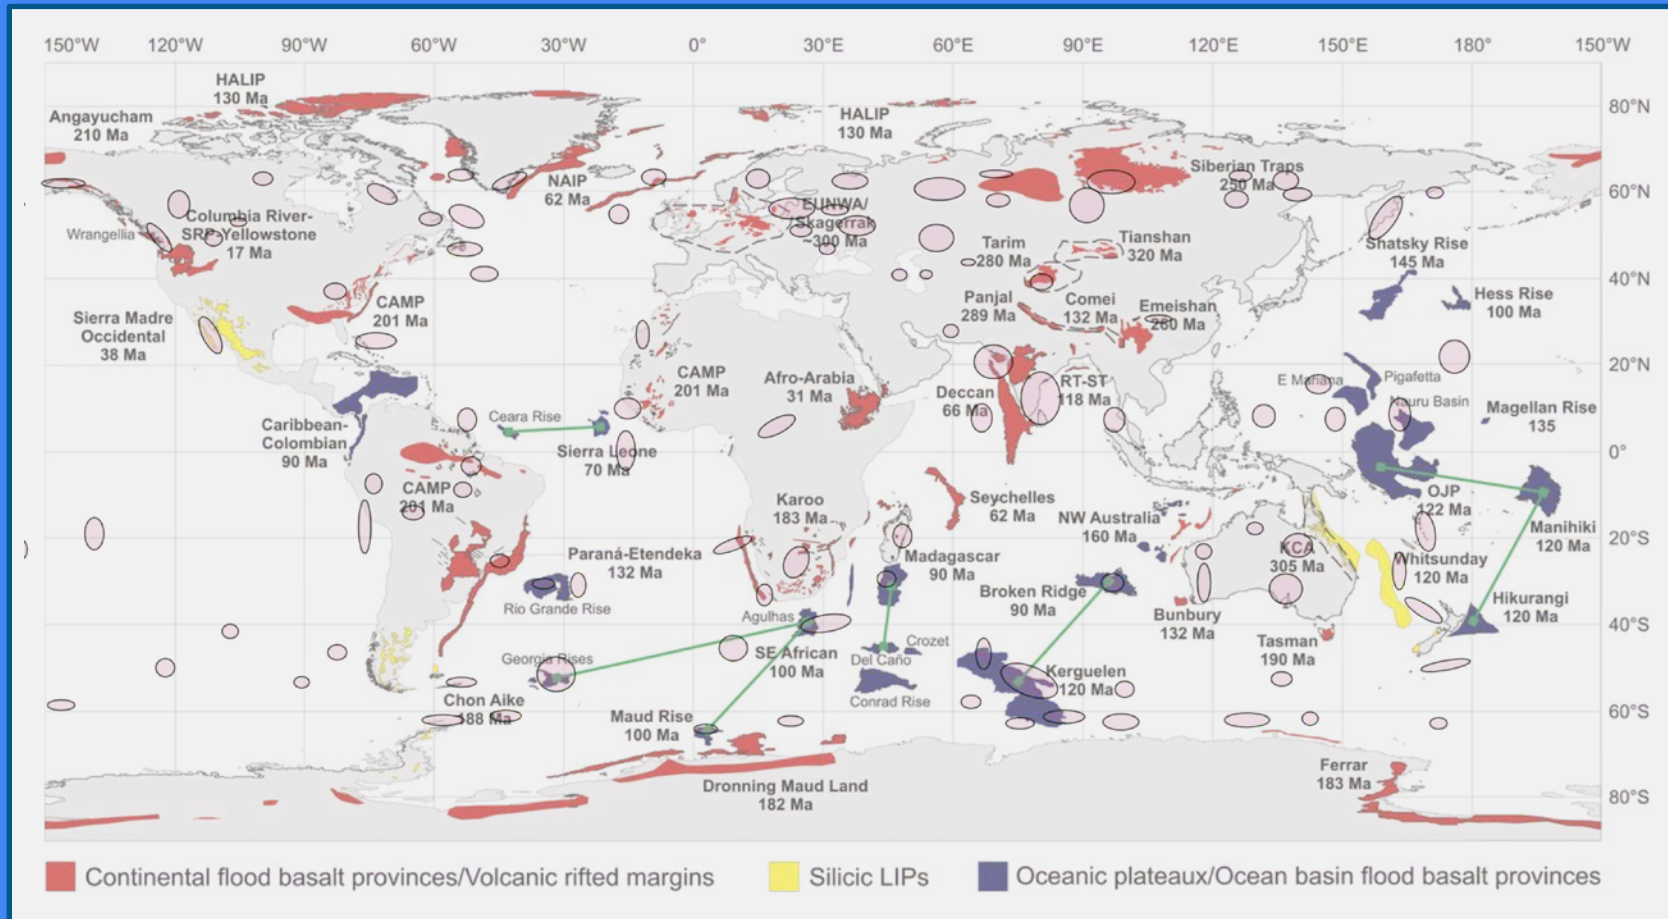 150°W 120°W 90°W 60°W 30°W 0° 30°E 60°E 90°E 120°E 150°E 180° 150°W
HALIP
130 Ma
Angayucham
210 Ma
HALIP
130 Ma
80°N
NAIP
62 Ma
Siberian Traps
250 Ma
60°N
Wrangellia
Columbia River-
SRP-Yellowstone
17 Ma
EUNWA/
Skagerrak
~300 Ma
Tarim
280 Ma
Tianshan
320 Ma
Shatsky Rise
145 Ma
40°N
Sierra Madre
Occidental
38 Ma
CAMP
201 Ma
Panjal
289 Ma
Comei
132 Ma
Emeishan
260 Ma
Hess Rise
100 Ma
20°N
CAMP
201 Ma
Afro-Arabia
31 Ma
Deccan
66 Ma
RT-ST
118 Ma
E Mariana
Pigafetta
Nauru Basin
Magellan Rise
135
Caribbean-
Colombian
90 Ma
Ceara Rise
Sierra Leone
70 Ma
0°
CAMP
201 Ma
Karoo
183 Ma
Seychelles
62 Ma
NW Australia
160 Ma
OJP
122 Ma
Manihiki
120 Ma
20°S
Paraná-Etendeka
132 Ma
Madagascar
90 Ma
KCA
305 Ma
Whitsunday
120 Ma
Rio Grande Rise
Agulhas
Broken Ridge
90 Ma
Bunbury
132 Ma
Hikurangi
120 Ma
40°S
Georgia Rises
SE African
100 Ma
Crozet
Del Caño
Tasman
190 Ma
Kerguelen
120 Ma
Chon Aike
188 Ma
Conrad Rise
Maud Rise
100 Ma
60°S
Dronning Maud Land
182 Ma
Ferrar
183 Ma
80°S
Continental flood basalt provinces/Volcanic rifted margins
Silicic LIPs
Oceanic plateaux/Ocean basin flood basalt provinces